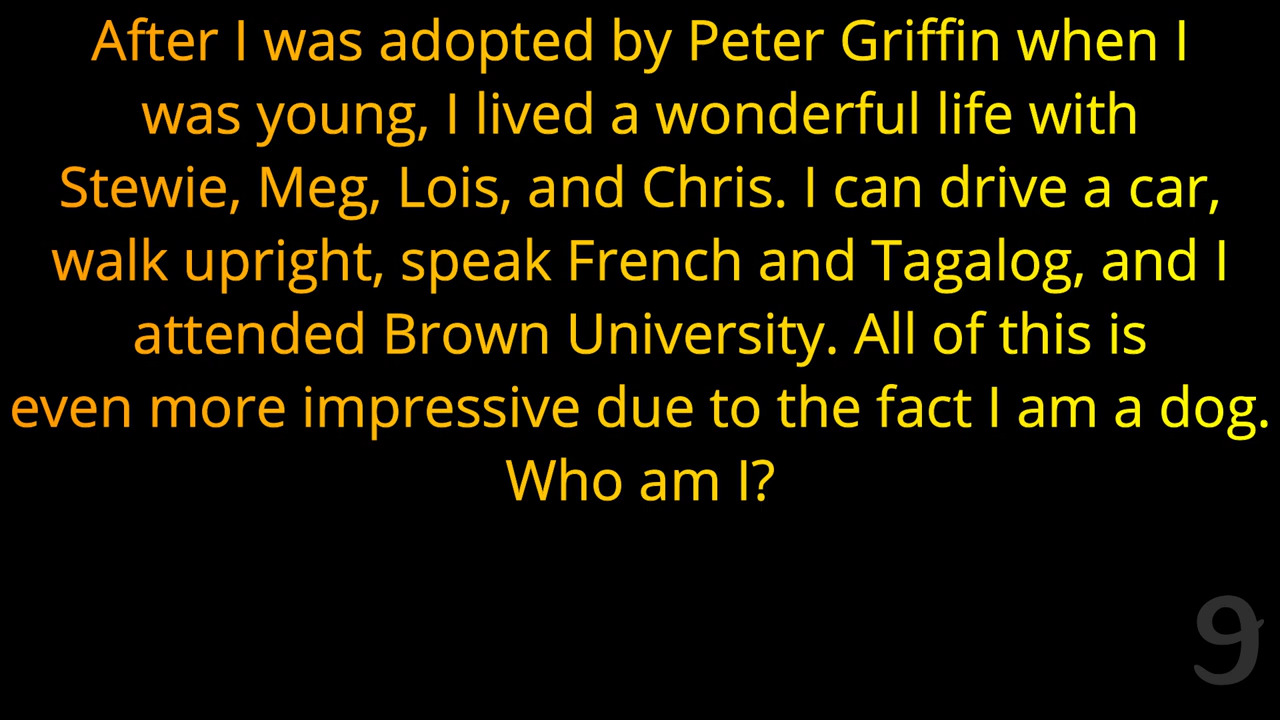 After I was adopted by Peter Griffin when I
was young, I lived a wonderful life with
Stewie, Meg, Lois, and Chris. I can drive a car,
walk upright, speak French and Tagalog, and I
attended Brown University. All of this is
even more impressive due to the fact I am a dog.
Who am I?
9